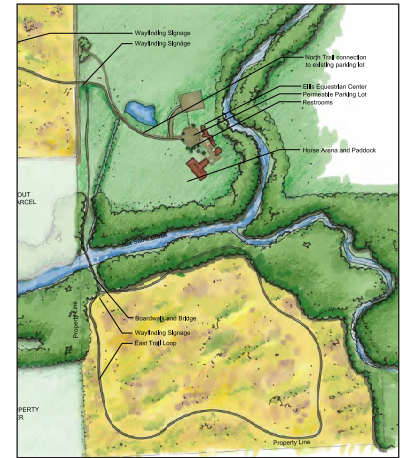 Wayfinding Signage
Wayfinding Signage
North Trail connection
to existing parking lot
Ellis Equestrian Center
Permeable Parking Lot
Restrooms
Horse Arena and Paddock
OUT
ARCEL
Property Line
Boardwalk and Bridge
Wayfinding Signage
East Trail Loop
PERTY
ER
Property Line